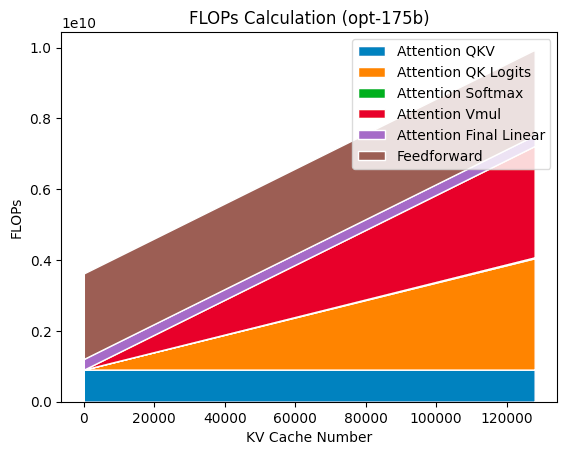 FLOPs Calculation (opt-175b)
1e10
Attention QKV
Attention QK Logits
Attention Softmax
Attention Vmul
Attention Final Linear
Feedforward
1.0
0.8
0.6
0.4
0.2
0.0
FLOPs
0 20000 40000 60000 80000 100000 120000
KV Cache Number